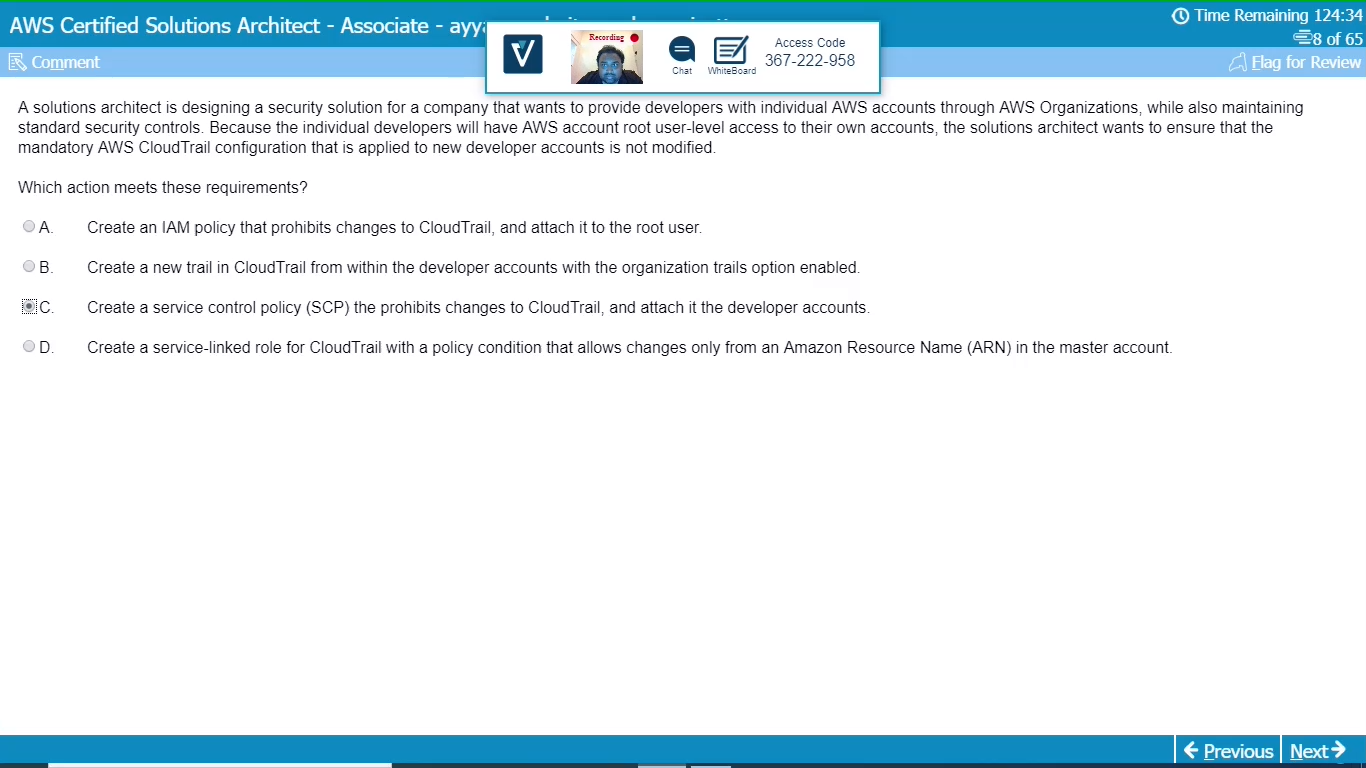 AWS Certified Solutions Architect - Associate - ayy
Time Remaining 124:34
8 of 65
Comment
Recording
Chat
WhiteBoard
Access Code
367-222-958
Flag for Review
A solutions architect is designing a security solution for a company that wants to provide developers with individual AWS accounts through AWS Organizations, while also maintaining
standard security controls. Because the individual developers will have AWS account root user-level access to their own accounts, the solutions architect wants to ensure that the
mandatory AWS CloudTrail configuration that is applied to new developer accounts is not modified.
Which action meets these requirements?
A. Create an IAM policy that prohibits changes to CloudTrail, and attach it to the root user.
B. Create a new trail in CloudTrail from within the developer accounts with the organization trails option enabled.
C. Create a service control policy (SCP) the prohibits changes to CloudTrail, and attach it the developer accounts.
D. Create a service-linked role for CloudTrail with a policy condition that allows changes only from an Amazon Resource Name (ARN) in the master account.
Previous
Next